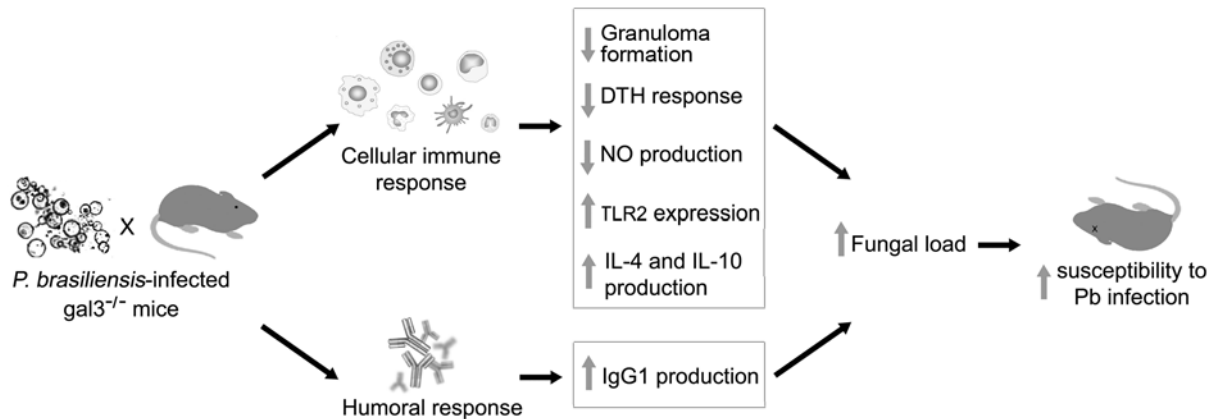 P. brasiliensis-infected
gal3-/- mice
X
Cellular immune
response
Humoral response
Granuloma
formation
DTH response
NO production
TLR2 expression
IL-4 and IL-10
production
IgG1 production
Fungal load
x
susceptibility to
Pb infection